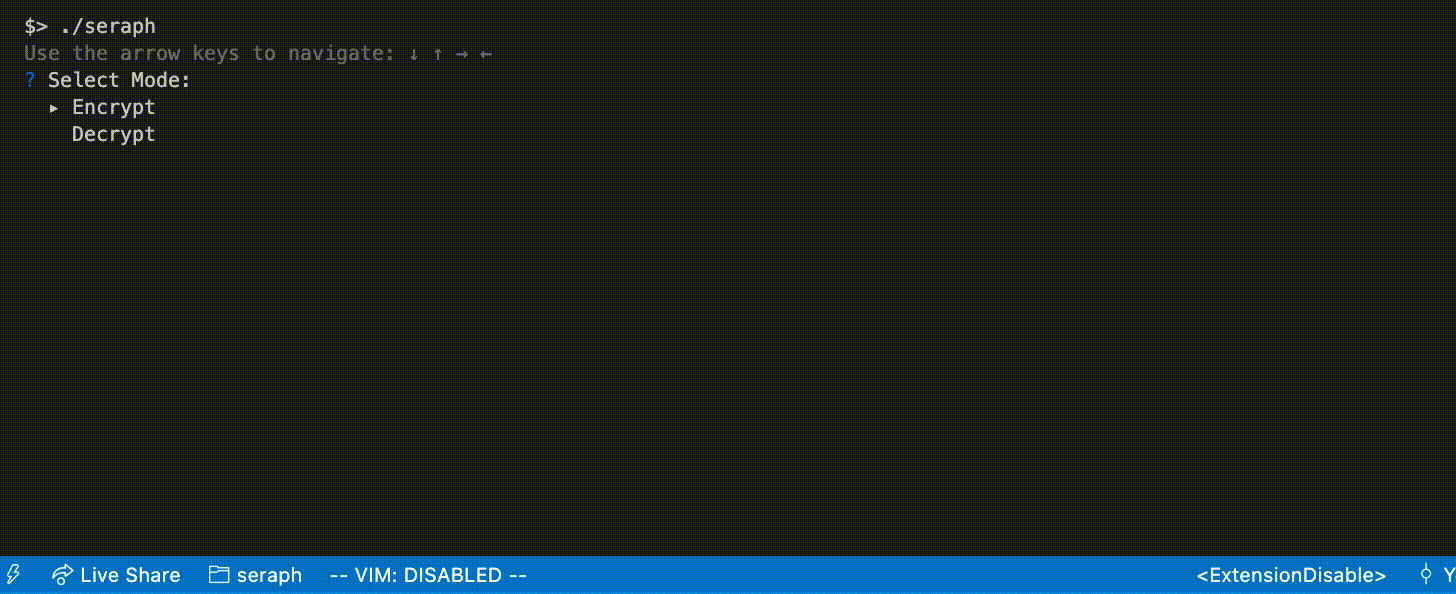 $> ./seraph
Use the arrow keys to navigate: ↓ ↑ → ←
? Select Mode:
▸ Encrypt
Decrypt
Live Share seraph -- VIM: DISABLED -- <ExtensionDisable> Y